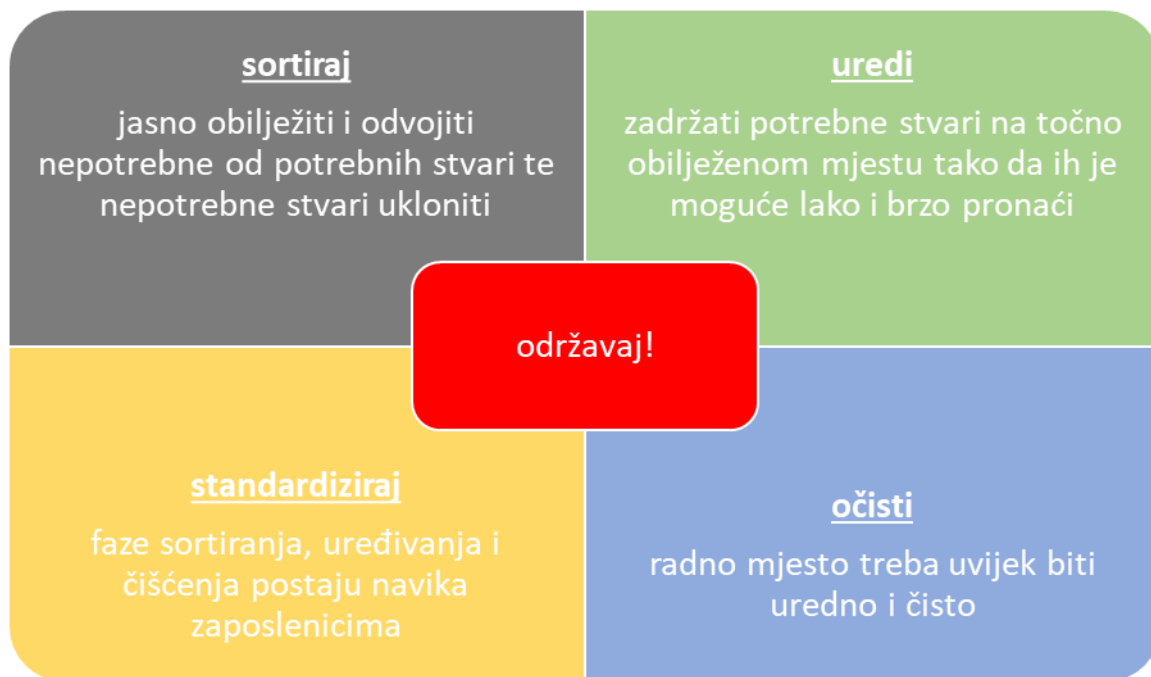 sortiraj
jasno obilježiti i odvojiti
nepotrebne od potrebnih stvari te
nepotrebne stvari ukloniti
uredi
zadržati potrebne stvari na točno
obilježenom mjestu tako da ih je
moguće lako i brzo pronaći
održavaj!
standardiziraj
faze sortiranja, uređivanja i
čišćenja postaju navika
zaposlenicima
očisti
radno mjesto treba uvijek biti
uredno i čisto